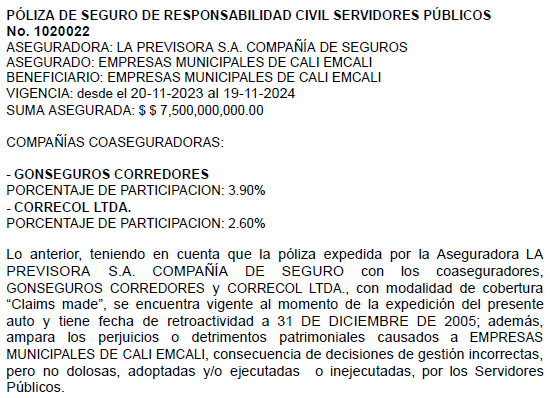 PÓLIZA DE SEGURO DE RESPONSABILIDAD CIVIL SERVIDORES PÚBLICOS
No. 1020022
ASEGURADORA: LA PREVISORA S.A. COMPAÑÍA DE SEGUROS
ASEGURADO: EMPRESAS MUNICIPALES DE CALI EMCALI
BENEFICIARIO: EMPRESAS MUNICIPALES DE CALI EMCALI
VIGENCIA: desde el 20-11-2023 al 19-11-2024
SUMA ASEGURADA: $ $ 7,500,000,000.00
COMPAÑÍAS COASEGURADORAS:
- GONSEGUROS CORREDORES
PORCENTAJE DE PARTICIPACION: 3.90%
- CORRECOL LTDA.
PORCENTAJE DE PARTICIPACION: 2.60%
Lo anterior, teniendo en cuenta que la póliza expedida por la Aseguradora LA
PREVISORA S.A. COMPAÑÍA DE SEGURO con los coaseguradores,
GONSEGUROS CORREDORES y CORRECOL LTDA., con modalidad de cobertura
“Claims made”, se encuentra vigente al momento de la expedición del presente
auto y tiene fecha de retroactividad a 31 DE DICIEMBRE DE 2005; además,
ampara los perjuicios o detrimentos patrimoniales causados a EMPRESAS
MUNICIPALES DE CALI EMCALI, consecuencia de decisiones de gestión incorrectas,
pero no dolosas, adoptadas y/o ejecutadas o inejecutadas, por los Servidores
Públicos.